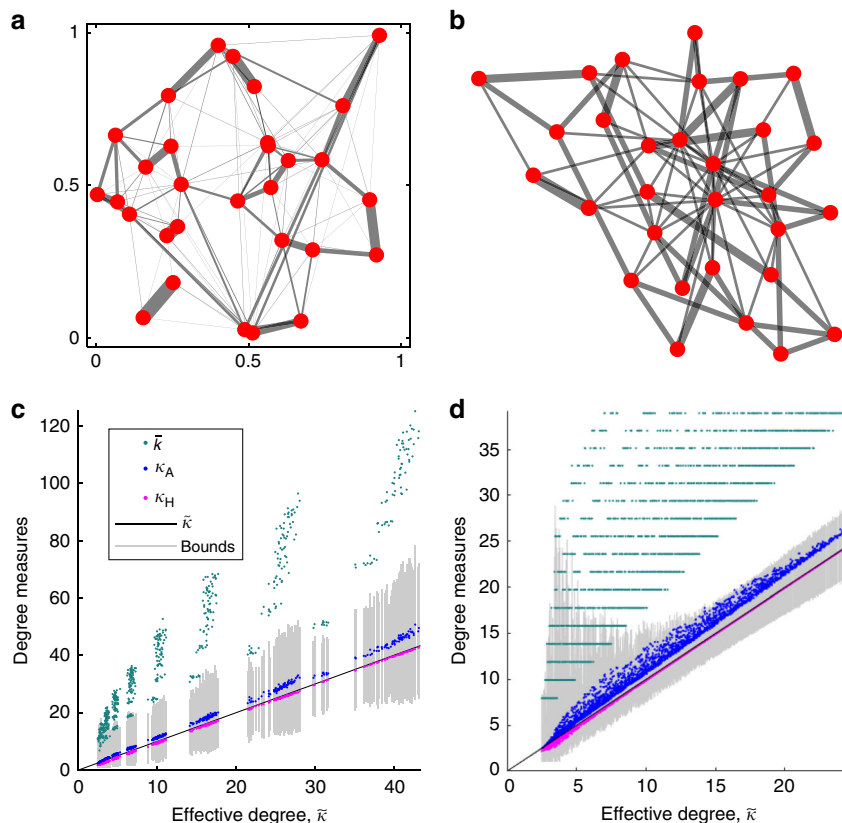 a
1
0.5
0
0
0.5
1
b
c
120
100
80
60
40
20
0
0
10
20
30
40
Degree measures
Effective degree, κ̃
k̄
κA
κH
κ̃
Bounds
d
35
30
25
20
15
10
5
0
0
5
10
15
20
Degree measures
Effective degree, κ̃